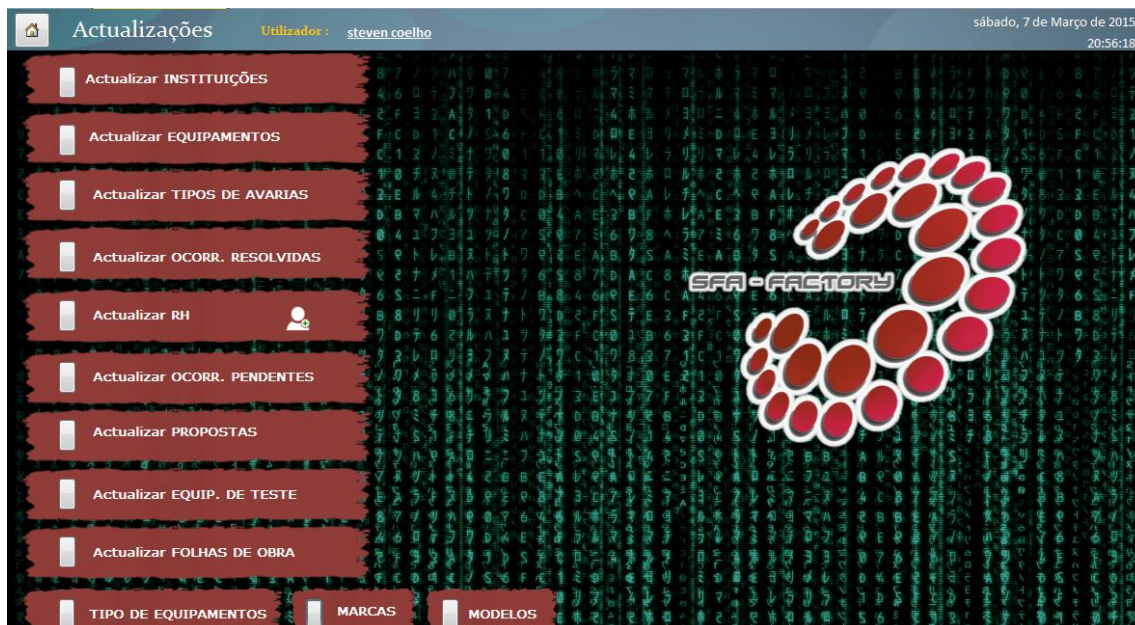 Actualizações
Utilizador : steven coelho
sábado, 7 de Março de 2015
20:56:18
Actualizar INSTITUIÇÕES
Actualizar EQUIPAMENTOS
Actualizar TIPOS DE AVARIAS
Actualizar OCORR. RESOLVIDAS
Actualizar RH
Actualizar OCORR. PENDENTES
Actualizar PROPOSTAS
Actualizar EQUIP. DE TESTE
Actualizar FOLHAS DE OBRA
TIPO DE EQUIPAMENTOS
MARCAS
MODELOS
SFA - FACTORY